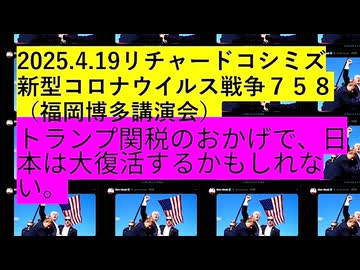 2025.4.19リチャードコシミズ
新型コロナウイルス戦争７５８
（福岡博多講演会）
トランプ関税のおかげで、日
本は大復活するかもしれな
い。